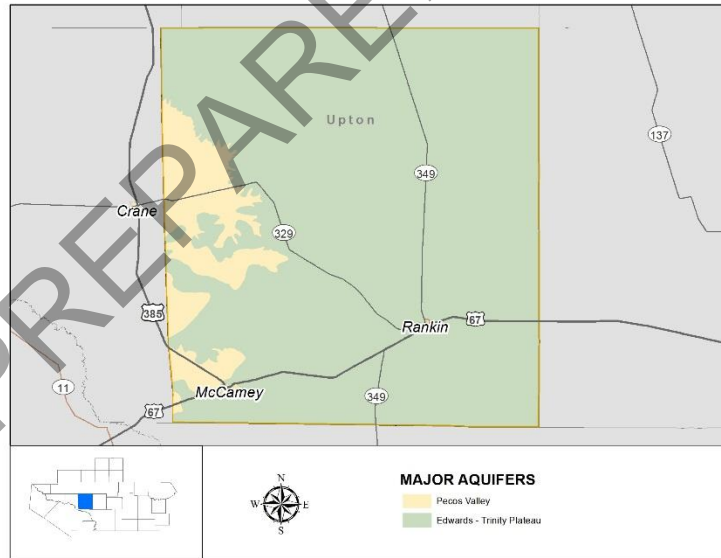 PREPARE
Upton
137
349
Crane
329
385
Rankin
67
McCamey
11
67
349
N
W E
S
MAJOR AQUIFERS
Pecos Valley
Edwards - Trinity Plateau